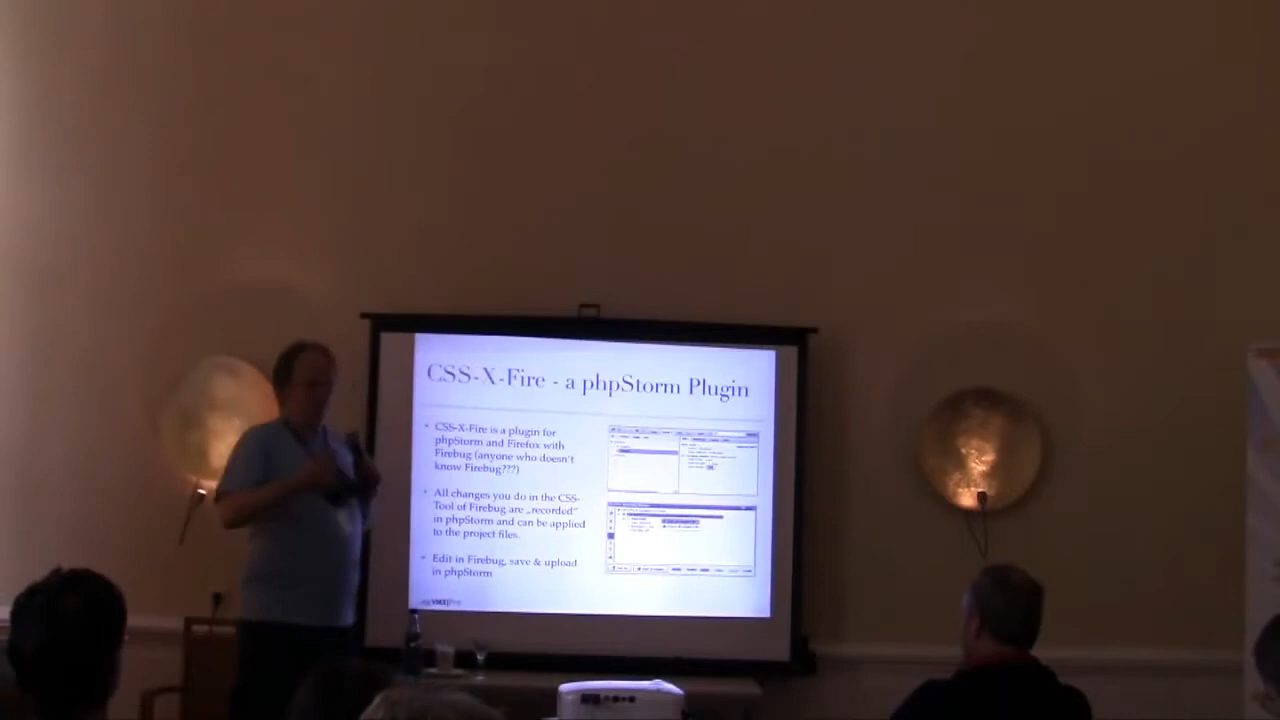 CSS-X-Fire - a phpStorm Plugin
• CSS-X-Fire is a plugin for
phpStorm and Firefox with
Firebug (anyone who doesn't
know Firebug???)
• All changes you do in the CSS-
Tool of Firebug are „recorded"
in phpStorm and can be applied
to the project files.
• Edit in Firebug, save & upload
in phpStorm